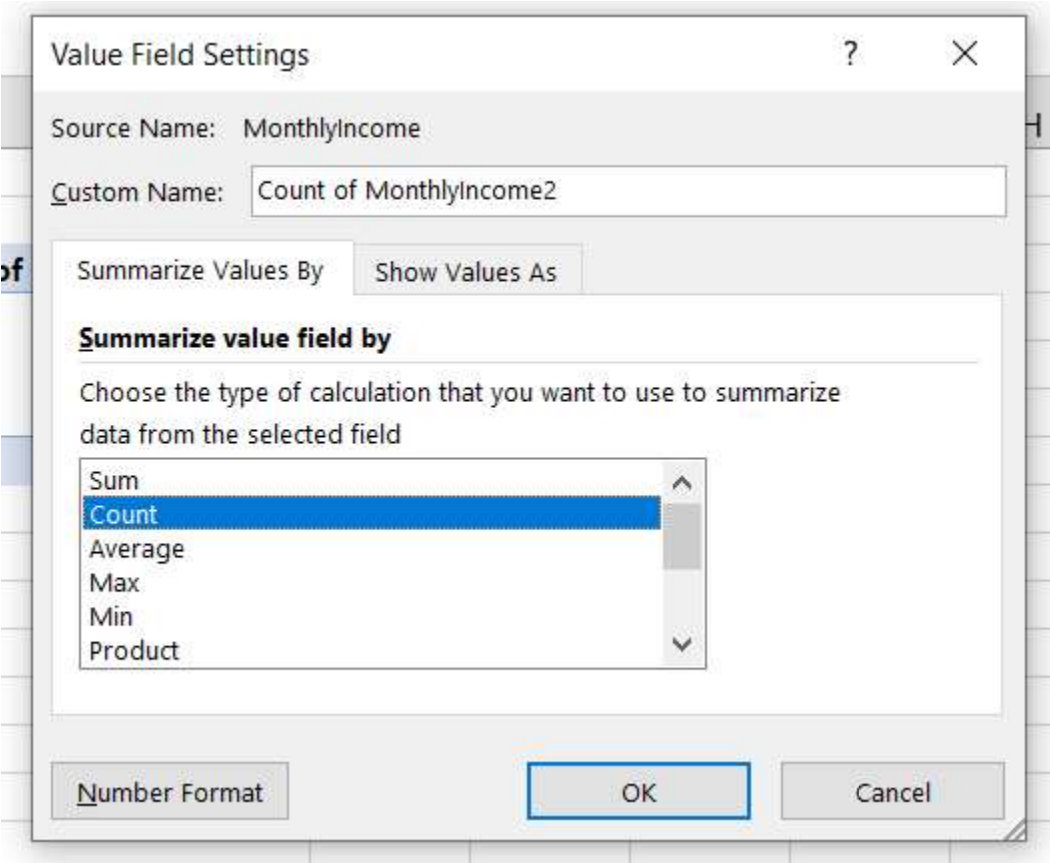 Value Field Settings ?
H
Source Name: MonthlyIncome
Custom Name: Count of MonthlyIncome2
of
Summarize Values By Show Values As
Summarize value field by
Choose the type of calculation that you want to use to summarize
data from the selected field
Sum
Count
Average
Max
Min
Product
Number Format OK Cancel